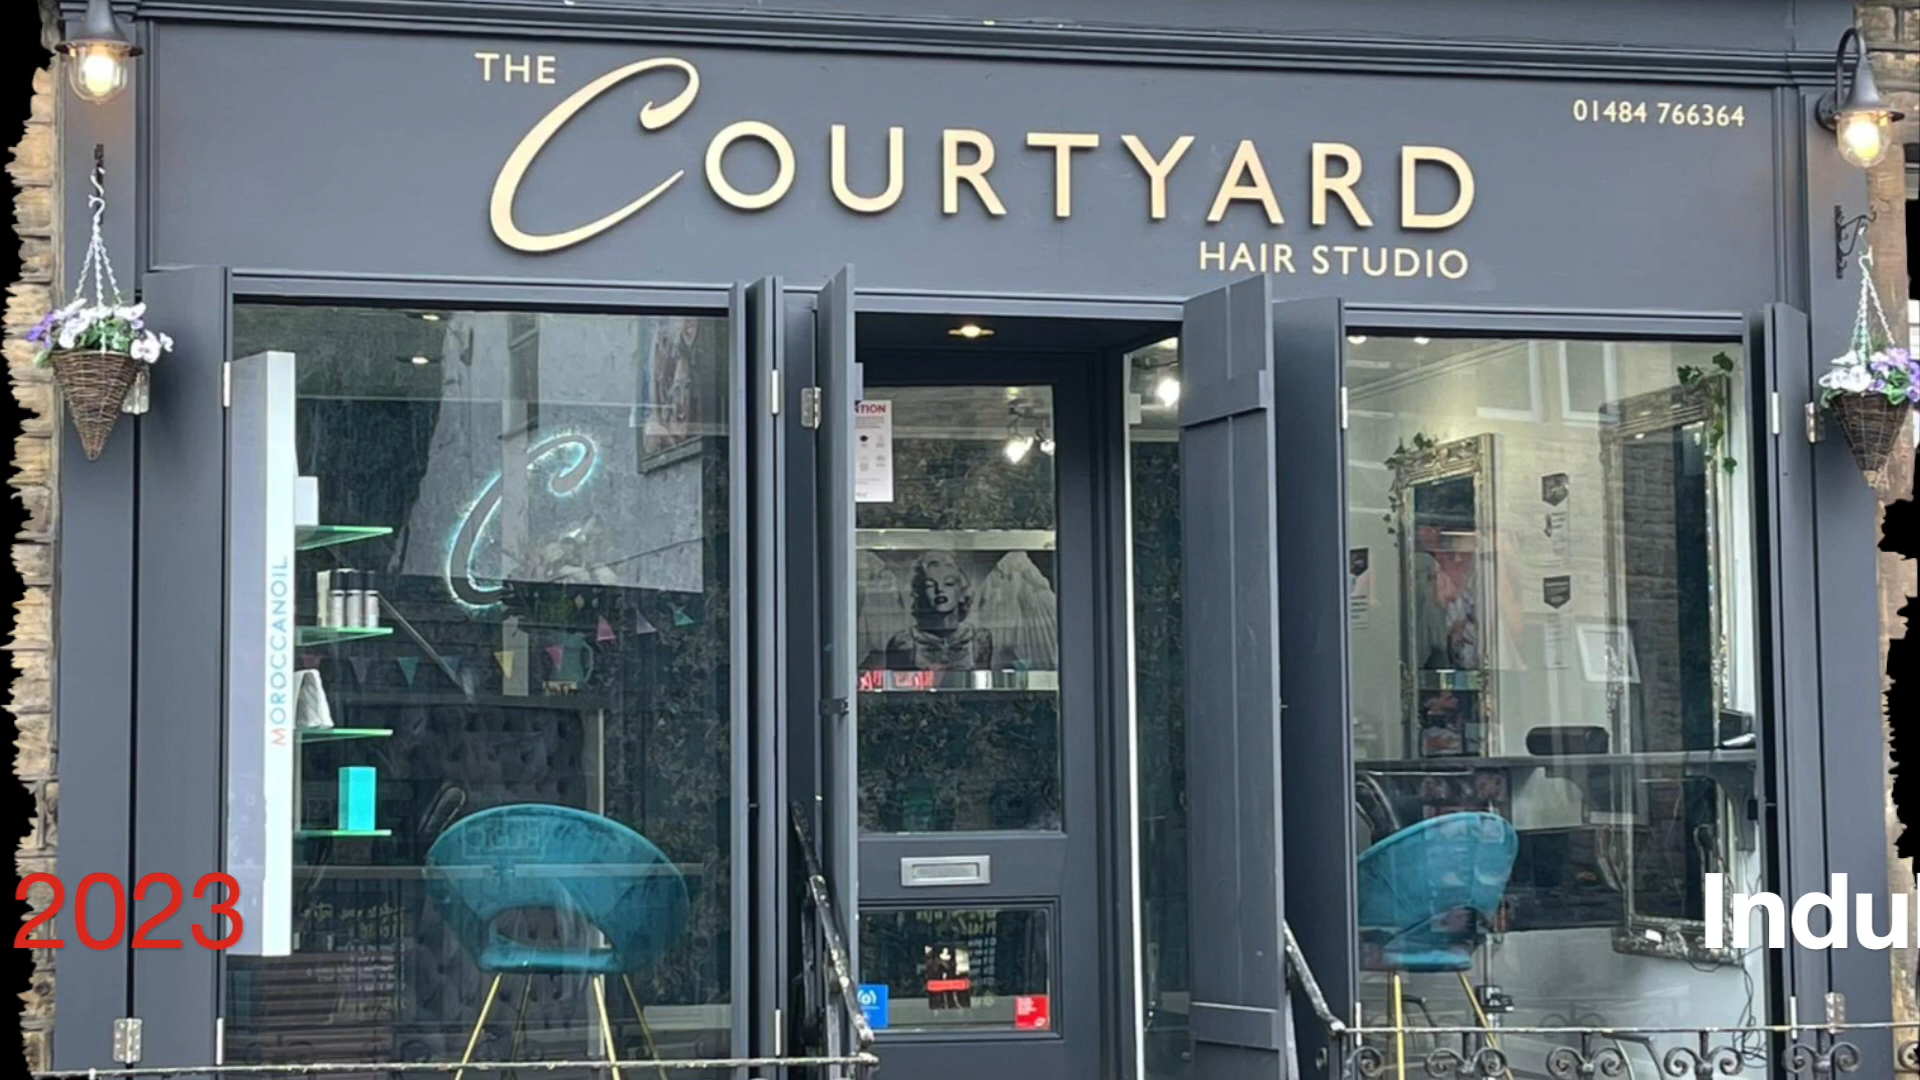 THE COURTYARD
01484 766364
HAIR STUDIO
MOROCCANOIL
2023
Indu